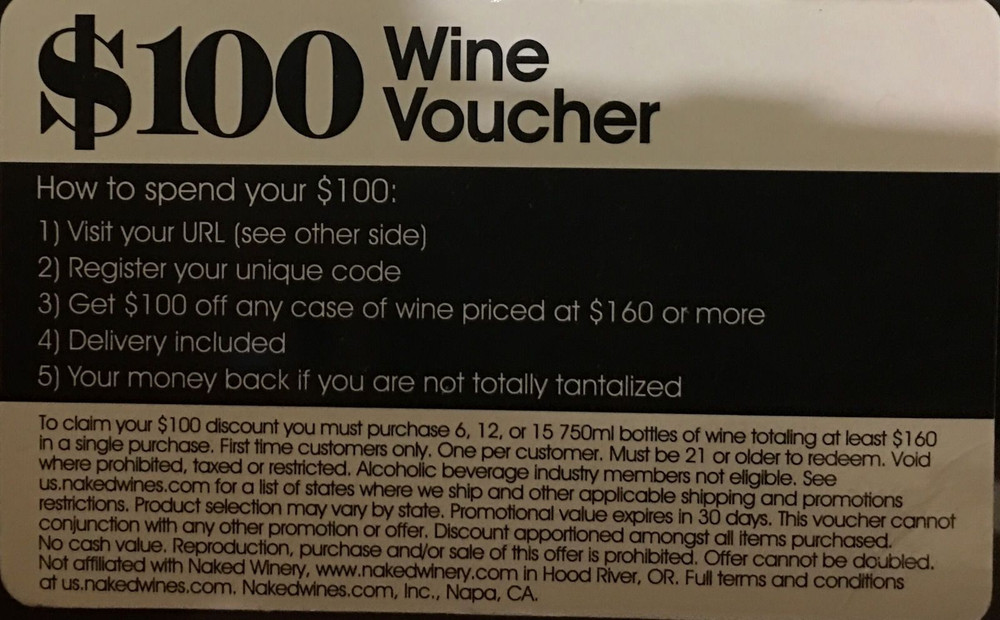 $100 Wine
Voucher
How to spend your $100:
1) Visit your URL (see other side)
2) Register your unique code
3) Get $100 off any case of wine priced at $160 or more
4) Delivery included
5) Your money back if you are not totally tantalized
To claim your $100 discount you must purchase 6, 12, or 15 750ml bottles of wine totaling at least $160
in a single purchase. First time customers only. One per customer. Must be 21 or older to redeem. Void
where prohibited, taxed or restricted. Alcoholic beverage industry members not eligible. See
us.nakedwines.com for a list of states where we ship and other applicable shipping and promotions
restrictions. Product selection may vary by state. Promotional value expires in 30 days. This voucher cannot
conjunction with any other promotion or offer. Discount apportioned amongst all items purchased.
No cash value. Reproduction, purchase and/or sale of this offer is prohibited. Offer cannot be doubled.
Not affiliated with Naked Winery, www.nakedwinery.com in Hood River, OR. Full terms and conditions
at us.nakedwines.com. Nakedwines.com, Inc., Napa, CA.